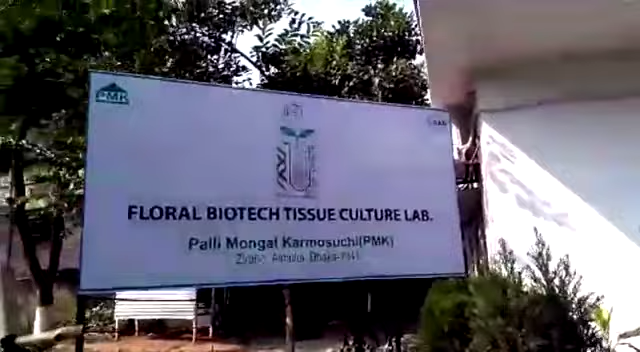 PMK
FLORAL BIOTECH TISSUE CULTURE LAB.
Palli Mongal Karmosuchi(PMK)